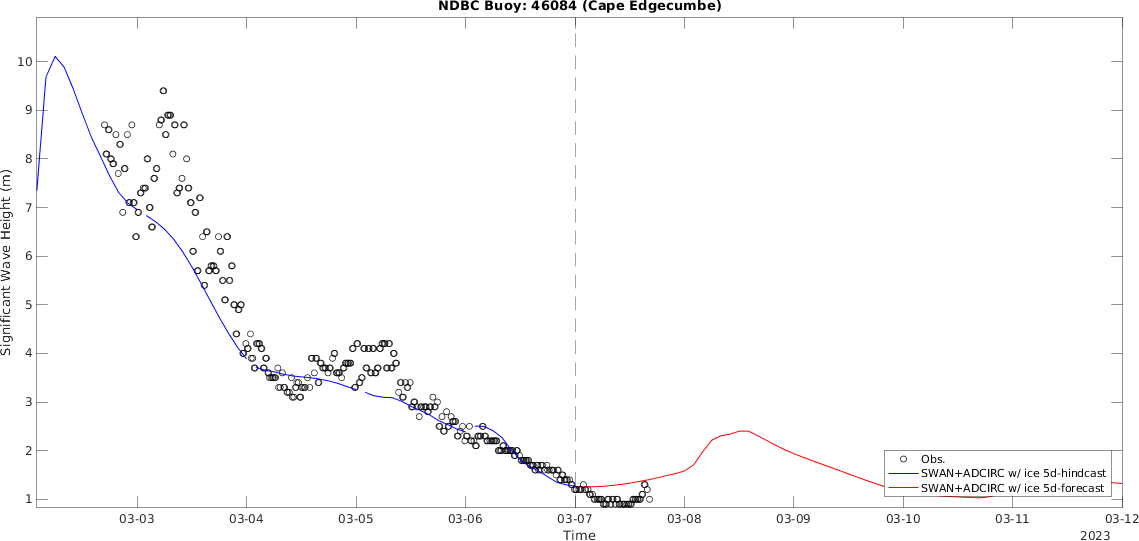 NDBC Buoy: 46084 (Cape Edgecumbe)
Significant Wave Height (m)
10
9
8
7
6
5
4
3
2
1
Obs.
SWAN+ADCIRC w/ ice 5d-hindcast
SWAN+ADCIRC w/ ice 5d-forecast
03-03 03-04 03-05 03-06 03-07 03-08 03-09 03-10 03-11 03-12
Time
2023